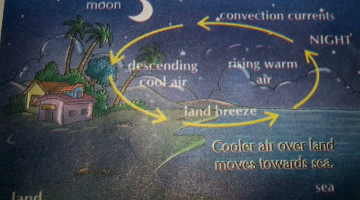 moon
convection currents
NIGHT
descending
cool air
rising warm
air
land breeze
Cooler air over land
moves towards sea.
sea
land